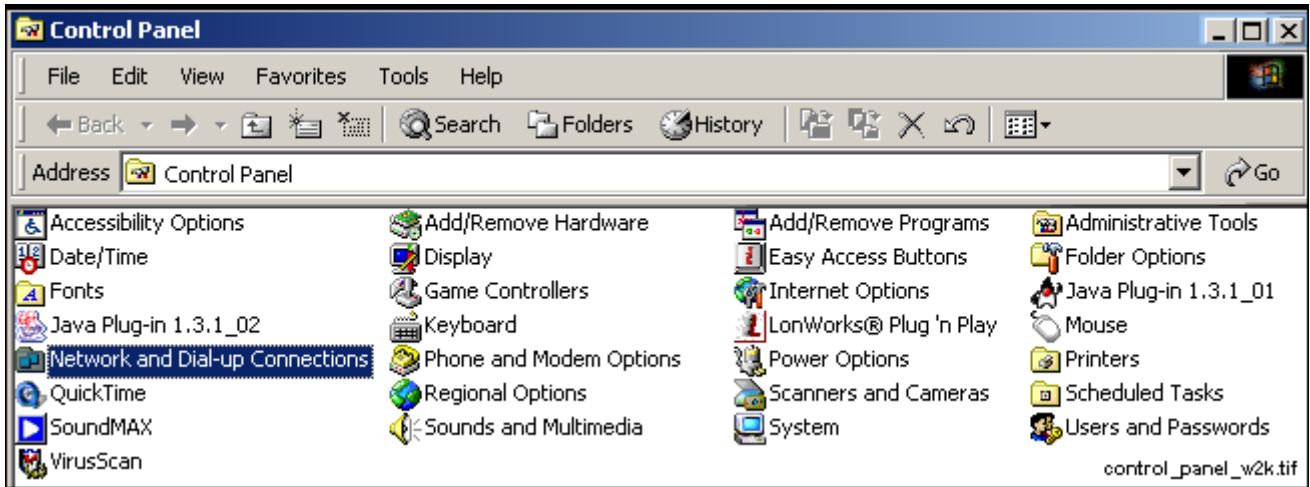 Control Panel
File Edit View Favorites Tools Help
Back Search Folders History
Address Control Panel Go
Accessibility Options Add/Remove Hardware Add/Remove Programs Administrative Tools
Date/Time Display Easy Access Buttons Folder Options
Fonts Game Controllers Internet Options Java Plug-in 1.3.1_01
Java Plug-in 1.3.1_02 Keyboard LonWorks® Plug 'n Play Mouse
Network and Dial-up Connections Phone and Modem Options Power Options Printers
QuickTime Regional Options Scanners and Cameras Scheduled Tasks
SoundMAX Sounds and Multimedia System Users and Passwords
VirusScan control_panel_w2k.tif